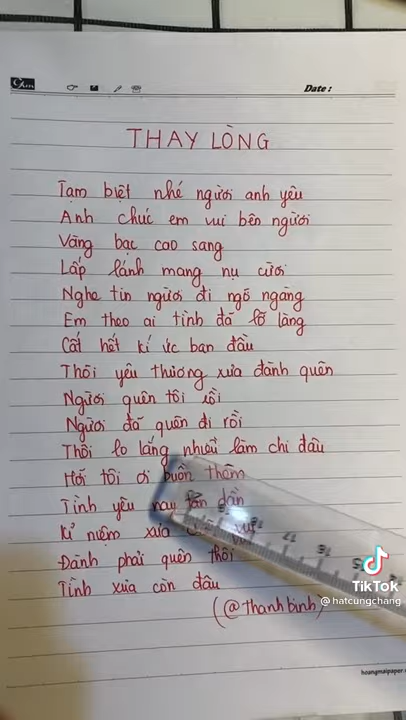 Date :
THAY LÒNG
Tạm biệt nhé người anh yêu
Anh chúc em vui bên người
Vàng bạc cao sang
Lấp lánh mang nụ cười
Nghe tin người đi ngỡ ngàng
Em theo ai tình đã lỡ làng
Cất hết kí ức ban đầu
Thôi yêu thương xưa đành quên
Người quên tôi rồi
Người đã quên đi rồi
Thôi lo lắng nhiều làm chi đâu
Hỡi tôi ơi buồn thêm
Tình yêu nay tan dần
Kỉ niệm xưa
Đành phải quên thôi
Tình xưa còn đâu
(@thanhbinh)
TikTok
@hatcungchang
hoangmaipaper.c